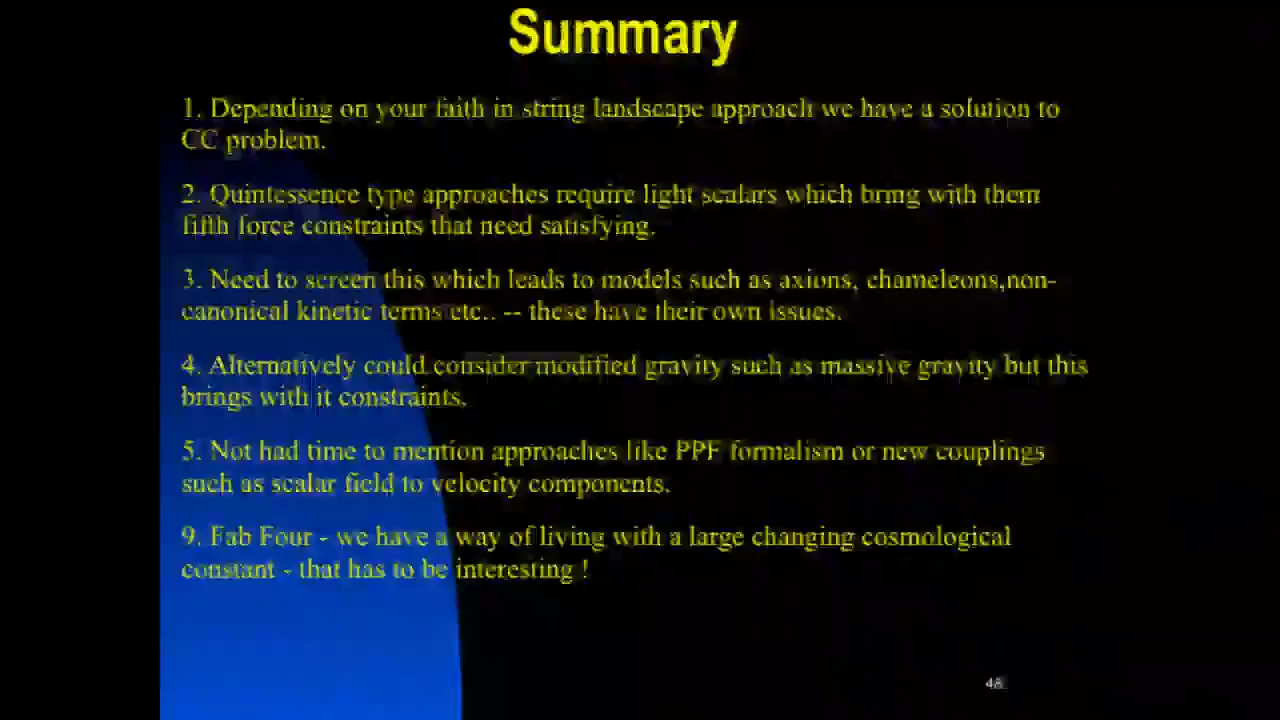 Summary
1. Depending on your faith in string landscape approach we have a solution to
CC problem.
2. Quintessence type approaches require light scalars which bring with them
fifth force constraints that need satisfying.
3. Need to screen this which leads to models such as axions, chameleons,non-
canonical kinetic terms etc.. -- these have their own issues.
4. Alternatively could consider modified gravity such as massive gravity but this
brings with it constraints.
5. Not had time to mention approaches like PPF formalism or new couplings
such as scalar field to velocity components.
9. Fab Four - we have a way of living with a large changing cosmological
constant - that has to be interesting !
48